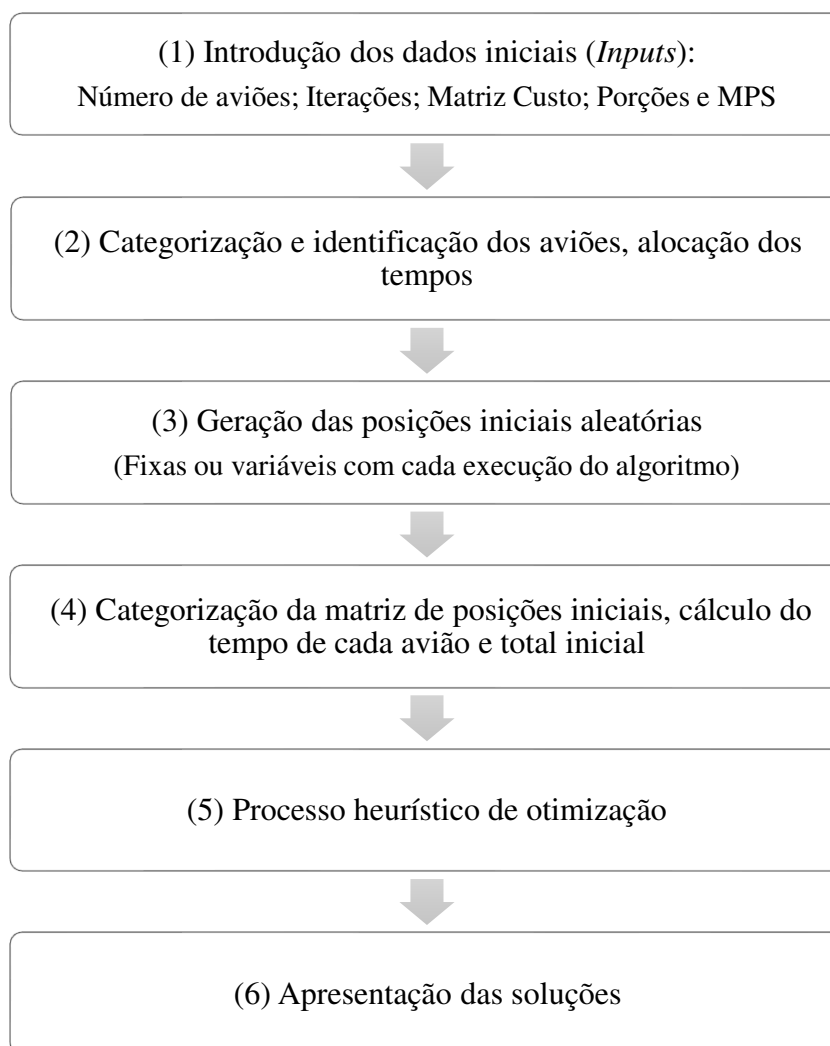 (1) Introdução dos dados iniciais (Inputs):
Número de aviões; Iterações; Matriz Custo; Porções e MPS
(2) Categorização e identificação dos aviões, alocação dos
tempos
(3) Geração das posições iniciais aleatórias
(Fixas ou variáveis com cada execução do algoritmo)
(4) Categorização da matriz de posições iniciais, cálculo do
tempo de cada avião e total inicial
(5) Processo heurístico de otimização
(6) Apresentação das soluções